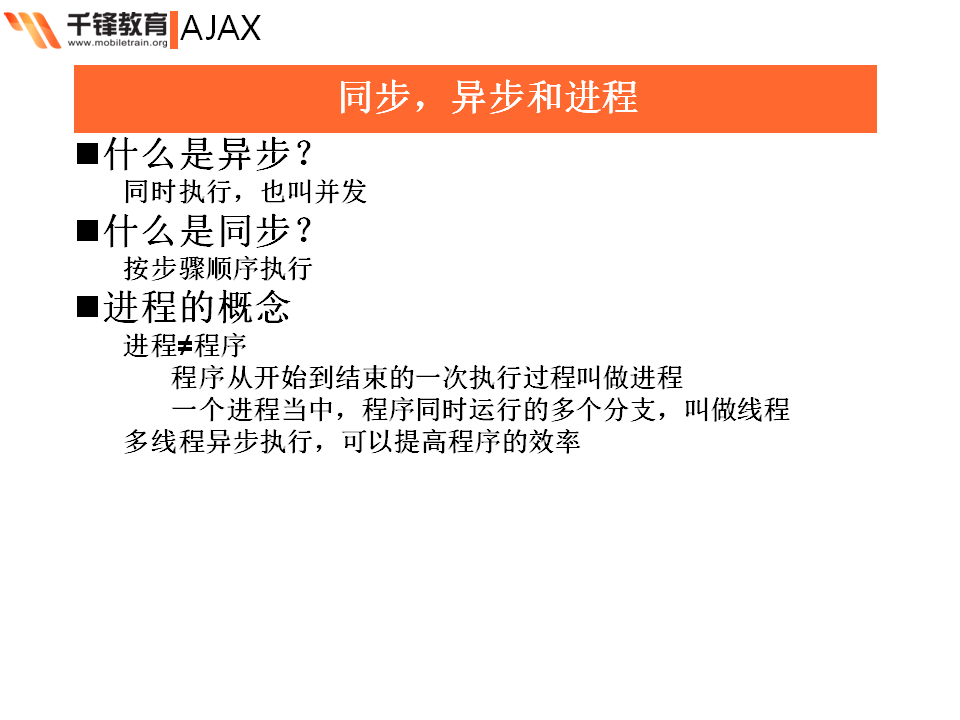 千锋教育
www.mobiletrain.org
AJAX
同步，异步和进程
■什么是异步？
同时执行，也叫并发
■什么是同步？
按步骤顺序执行
■进程的概念
进程≠程序
程序从开始到结束的一次执行过程叫做进程
一个进程当中，程序同时运行的多个分支，叫做线程
多线程异步执行，可以提高程序的效率